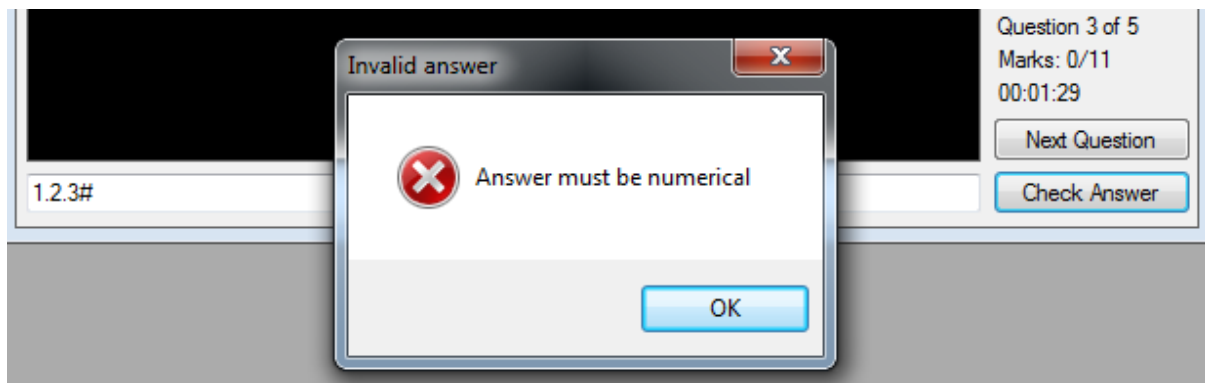 Question 3 of 5
Marks: 0/11
00:01:29
Next Question
Check Answer
1.2.3#
Invalid answer
Answer must be numerical
OK